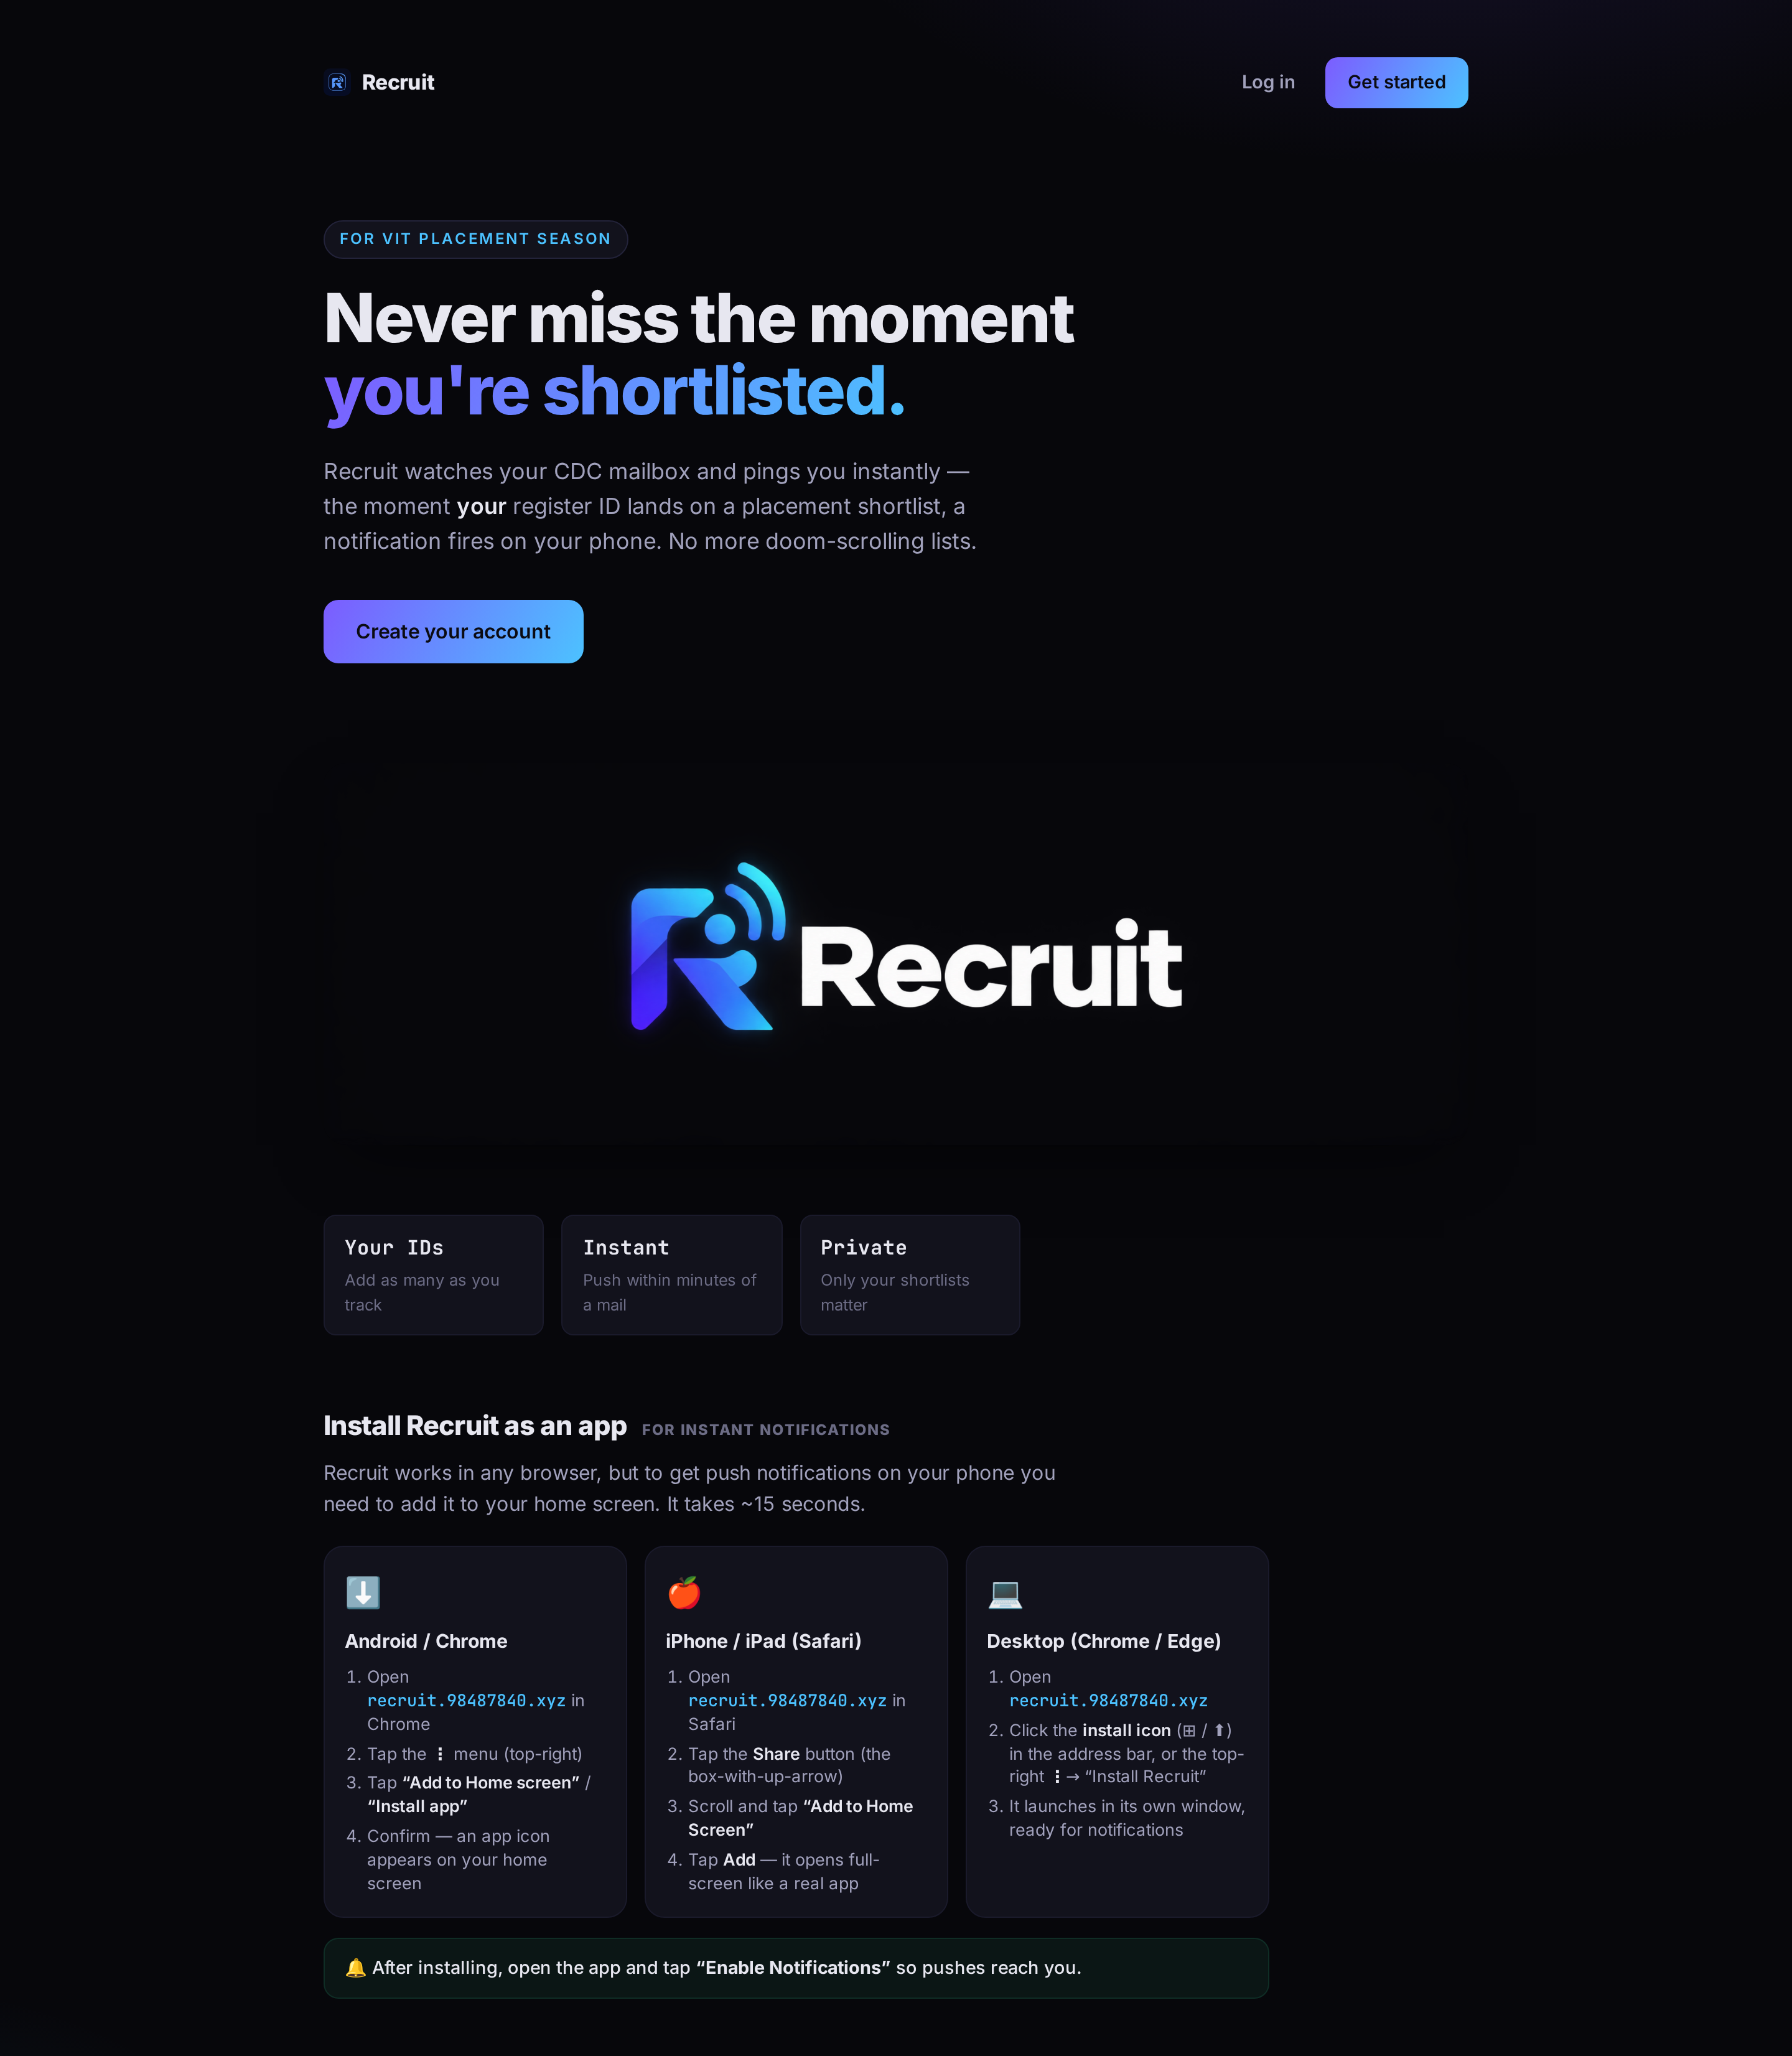 Recruit
Log in
Get started
FOR VIT PLACEMENT SEASON
Never miss the moment
you're shortlisted.
Recruit watches your CDC mailbox and pings you instantly —
the moment your register ID lands on a placement shortlist, a
notification fires on your phone. No more doom-scrolling lists.
Create your account
Recruit
Your IDs
Add as many as you
track
Instant
Push within minutes of
a mail
Private
Only your shortlists
matter
Install Recruit as an app FOR INSTANT NOTIFICATIONS
Recruit works in any browser, but to get push notifications on your phone you
need to add it to your home screen. It takes ~15 seconds.
Android / Chrome
1. Open
recruit.98487840.xyz in
Chrome
2. Tap the ⋮ menu (top-right)
3. Tap “Add to Home screen” /
“Install app”
4. Confirm — an app icon
appears on your home
screen
iPhone / iPad (Safari)
1. Open
recruit.98487840.xyz in
Safari
2. Tap the Share button (the
box-with-up-arrow)
3. Scroll and tap “Add to Home
Screen”
4. Tap Add — it opens full-
screen like a real app
Desktop (Chrome / Edge)
1. Open
recruit.98487840.xyz
2. Click the install icon (⊞ / ⬆)
in the address bar, or the top-
right ⋮ → “Install Recruit”
3. It launches in its own window,
ready for notifications
🔔 After installing, open the app and tap “Enable Notifications” so pushes reach you.